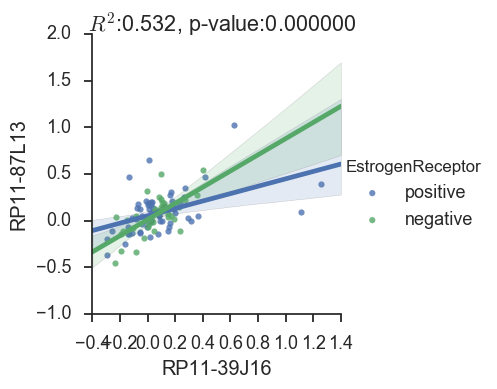 R²:0.532, p-value:0.000000
2.0
1.5
1.0
0.5
0.0
−0.5
−1.0
RP11-87L13
EstrogenReceptor
positive
negative
−0.4 −0.2 0.0 0.2 0.4 0.6 0.8 1.0 1.2 1.4
RP11-39J16